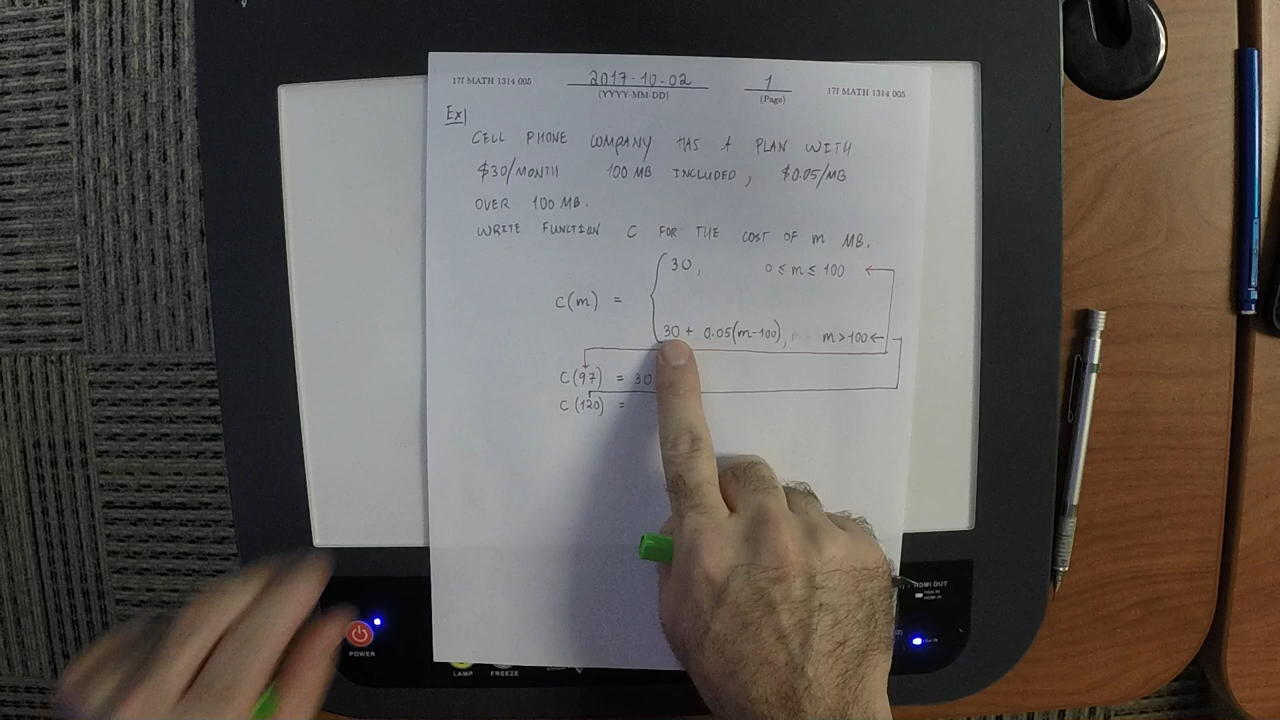 17f MATH 1314 005 2017-10-02 1 17f MATH 1314 005
(YYYY-MM-DD) (Page)
Ex
CELL PHONE COMPANY HAS A PLAN WITH
$30/MONTH 100 MB INCLUDED, $0.05/MB
OVER 100 MB.
WRITE FUNCTION C FOR THE COST OF m MB.
30, 0 ≤ m ≤ 100
C(m) =
30 + 0.05(m-100), m > 100
C(97) = 30
C(120) =
HDMI OUT
POWER
LAMP FREEZE